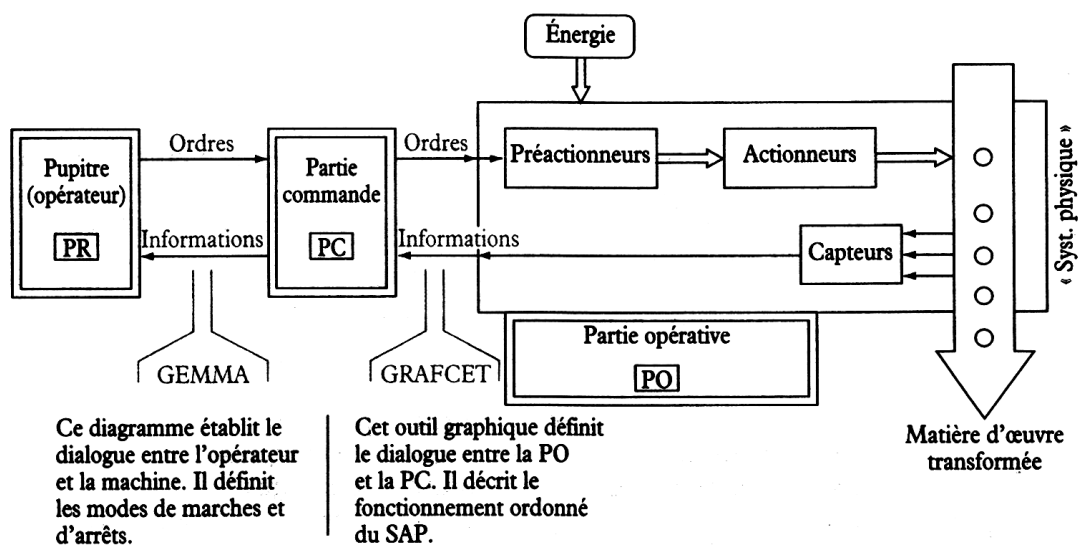 Énergie
Ordres
Ordres
Pupitre
(opérateur)
PR
Partie
commande
PC
Préactionneurs
Actionneurs
Informations
Informations
Capteurs
« Syst. physique »
Partie opérative
PO
GEMMA
GRAFCET
Ce diagramme établit le
dialogue entre l'opérateur
et la machine. Il définit
les modes de marches et
d'arrêts.
Cet outil graphique définit
le dialogue entre la PO
et la PC. Il décrit le
fonctionnement ordonné
du SAP.
Matière d'œuvre
transformée